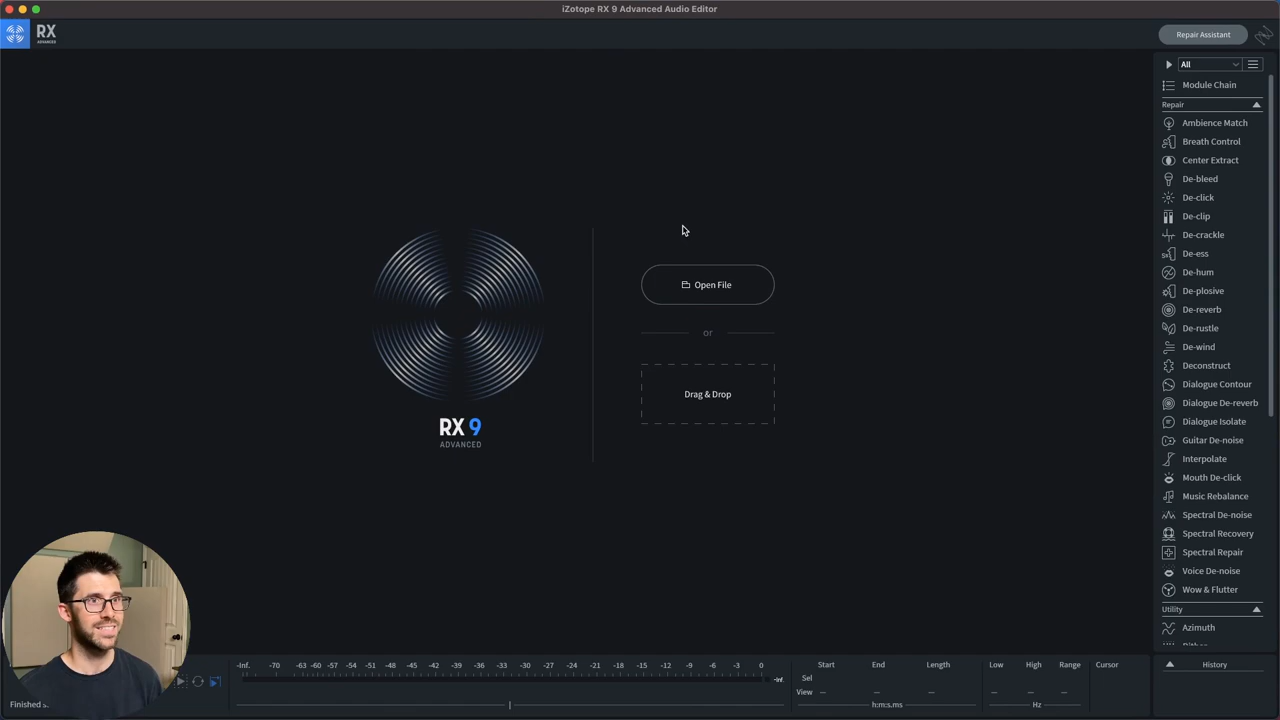 iZotope RX 9 Advanced Audio Editor
RX
ADVANCED
Repair Assistant
All
Module Chain
Repair
Ambience Match
Breath Control
Center Extract
De-bleed
De-click
De-clip
De-crackle
De-ess
De-hum
De-plosive
De-reverb
De-rustle
De-wind
Deconstruct
Dialogue Contour
Dialogue De-reverb
Dialogue Isolate
Guitar De-noise
Interpolate
Mouth De-click
Music Rebalance
Spectral De-noise
Spectral Recovery
Spectral Repair
Voice De-noise
Wow & Flutter
Utility
Azimuth
Open File
or
Drag & Drop
RX 9
ADVANCED
-Inf. -70 -63 -60 -57 -54 -51 -48 -45 -42 -39 -36 -33 -30 -27 -24 -21 -18 -15 -12 -9 -6 -3 0
-Inf.
Start End Length
Sel
View
h:m:s.ms
Low High Range
Hz
Cursor
History
Finished